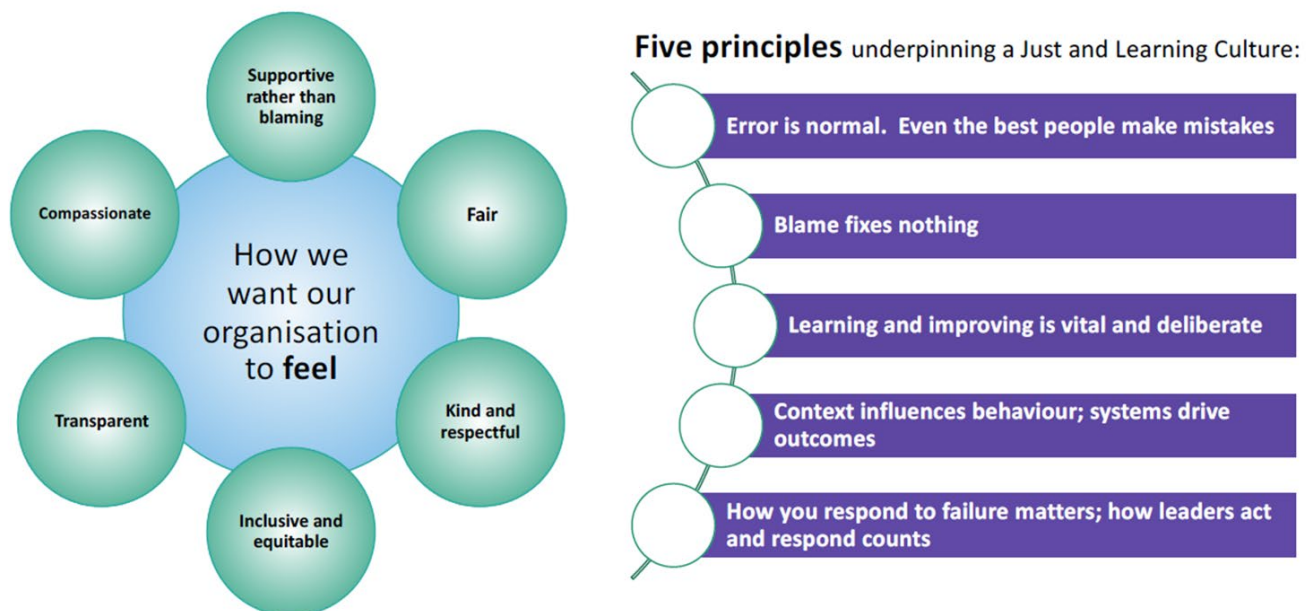 Supportive
rather than
blaming
Fair
Kind and
respectful
Inclusive and
equitable
Transparent
Compassionate
How we
want our
organisation
to feel
Five principles underpinning a Just and Learning Culture:
Error is normal.  Even the best people make mistakes
Blame fixes nothing
Learning and improving is vital and deliberate
Context influences behaviour; systems drive
outcomes
How you respond to failure matters; how leaders act
and respond counts